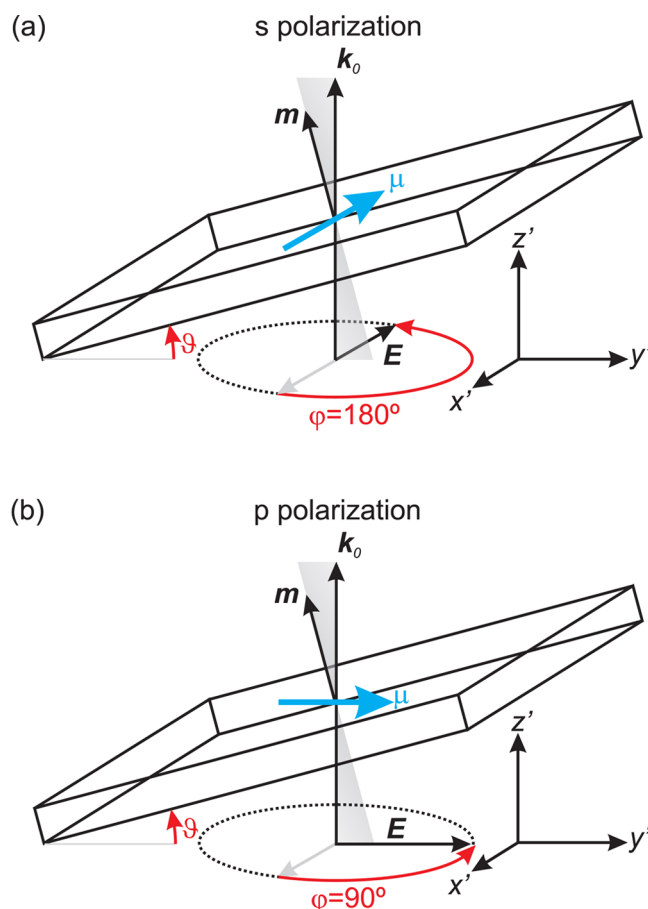 (a)
s polarization
k0
m
μ
z'
ϑ
E
y'
x'
φ=180º
(b)
p polarization
k0
m
μ
z'
ϑ
E
y'
x'
φ=90º